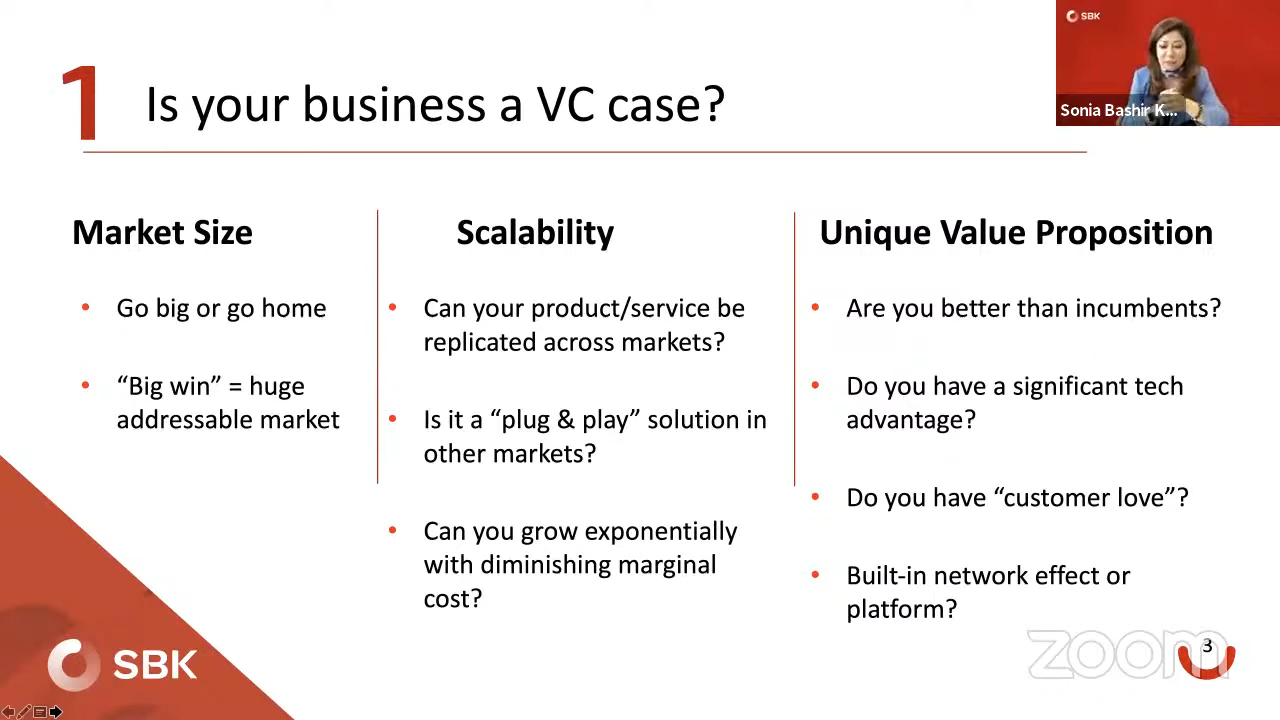 SBK
Sonia Bashir K...
1
Is your business a VC case?
Market Size
• Go big or go home
• “Big win” = huge
addressable market
Scalability
• Can your product/service be
replicated across markets?
• Is it a “plug & play” solution in
other markets?
• Can you grow exponentially
with diminishing marginal
cost?
Unique Value Proposition
• Are you better than incumbents?
• Do you have a significant tech
advantage?
• Do you have “customer love”?
• Built-in network effect or
platform?
SBK
zoom
3